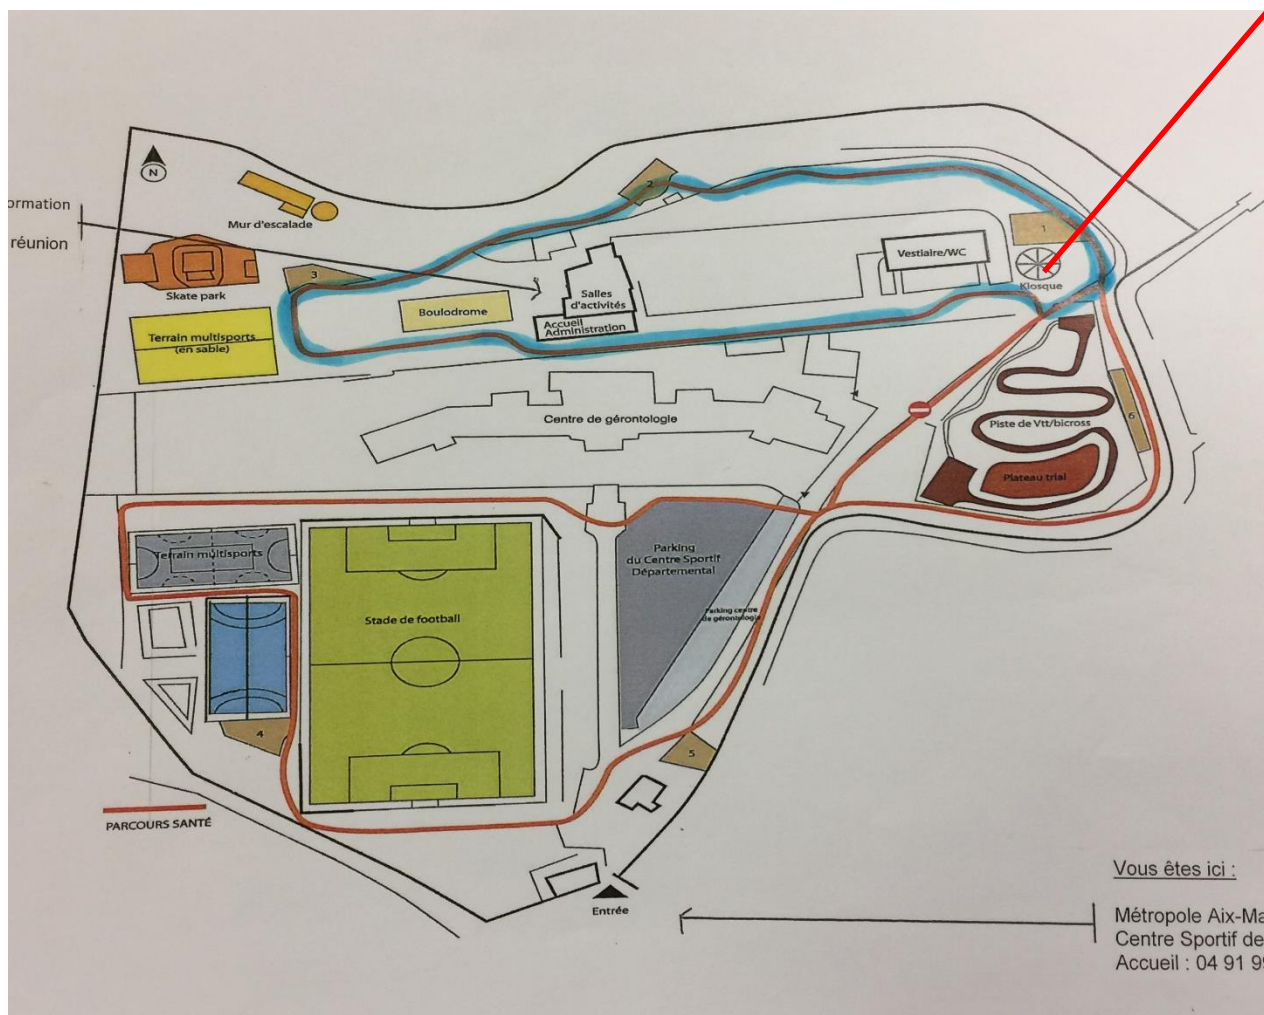 N
ormation
réunion
Mur d'escalade
Skate park
Terrain multisports
(en sable)
3
2
1
Boulodrome
Salles
d'activités
Accueil
Administration
Vestiaire/WC
Kiosque
Centre de gérontologie
Piste de Vtt/bicross
6
Plateau trial
Terrain multisports
Stade de football
Parking
du Centre Sportif
Départemental
Parking centre
de gérontologie
4
5
PARCOURS SANTÉ
Entrée
Vous êtes ici :
Métropole Aix-Ma
Centre Sportif de
Accueil : 04 91 99